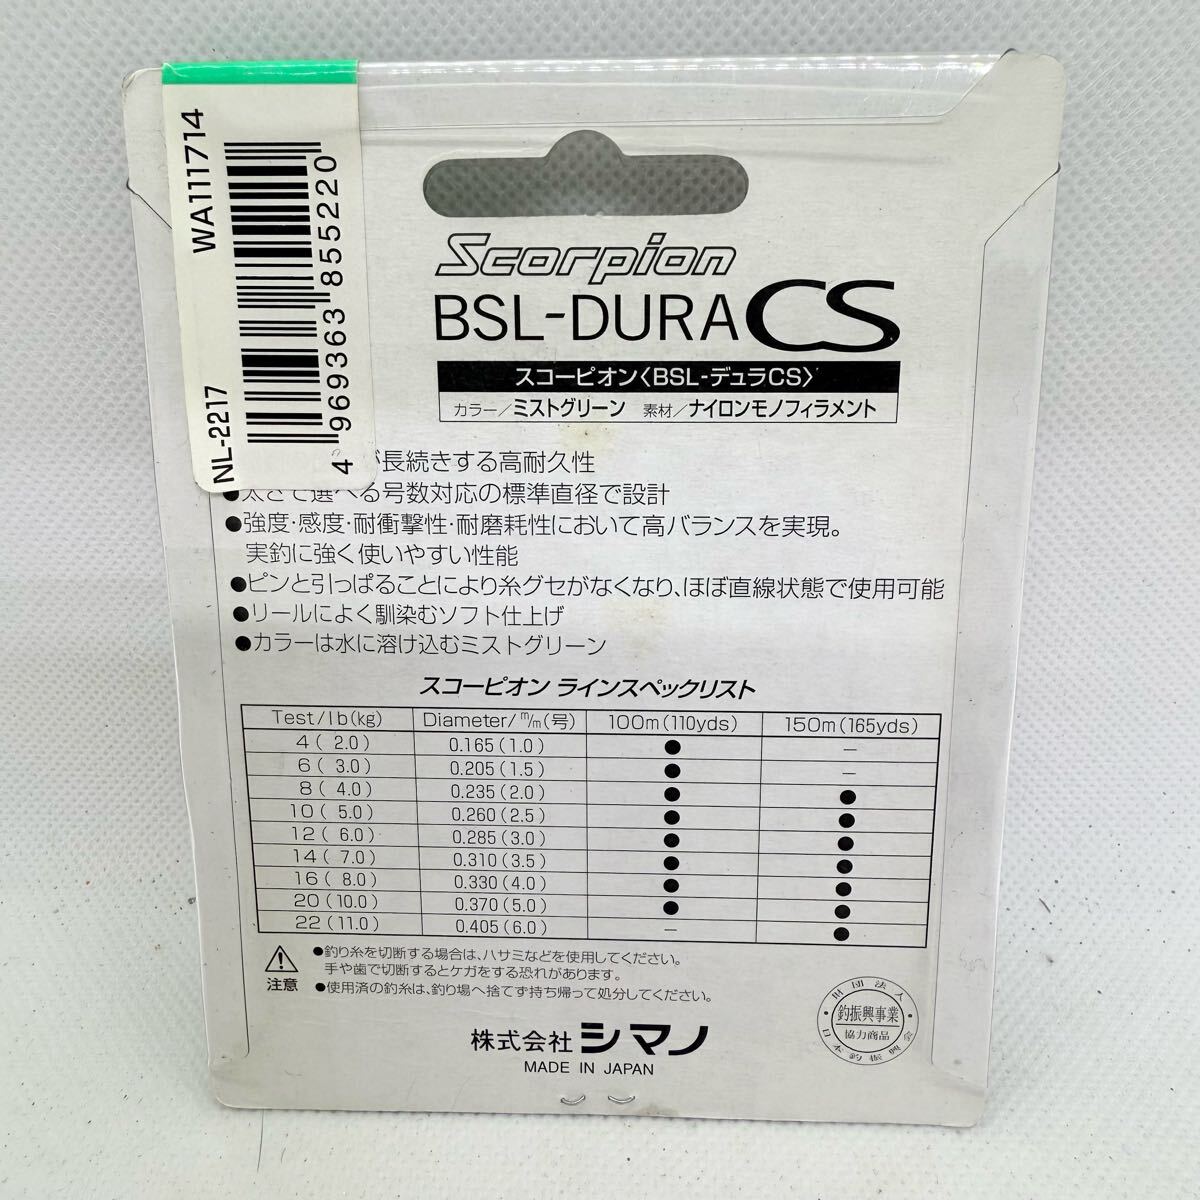 WA111714
NL-2217
4 969363 855220
Scorpion
BSL-DURA CS
スコーピオン〈BSL-デュラCS〉
カラー/ミストグリーン 素材/ナイロンモノフィラメント
が長続きする高耐久性
●太さで選べる号数対応の標準直径で設計
●強度・感度・耐衝撃性・耐磨耗性において高バランスを実現。
実釣に強く使いやすい性能
●ピンと引っぱることにより糸グセがなくなり、ほぼ直線状態で使用可能
●リールによく馴染むソフト仕上げ
●カラーは水に溶け込むミストグリーン
スコーピオン ラインスペックリスト
Test/lb(kg) Diameter/m/m(号) 100m(110yds) 150m(165yds)
4( 2.0) 0.165(1.0) ● −
6( 3.0) 0.205(1.5) ● −
8( 4.0) 0.235(2.0) ● ●
10( 5.0) 0.260(2.5) ● ●
12( 6.0) 0.285(3.0) ● ●
14( 7.0) 0.310(3.5) ● ●
16( 8.0) 0.330(4.0) ● ●
20(10.0) 0.370(5.0) ● ●
22(11.0) 0.405(6.0) − ●
注意
●釣り糸を切断する場合は、ハサミなどを使用してください。
手や歯で切断するとケガをする恐れがあります。
●使用済の釣糸は、釣り場へ捨てず持ち帰って処分してください。
株式会社シマノ
MADE IN JAPAN
財団法人
釣振興事業
協力商品
日本釣振興会